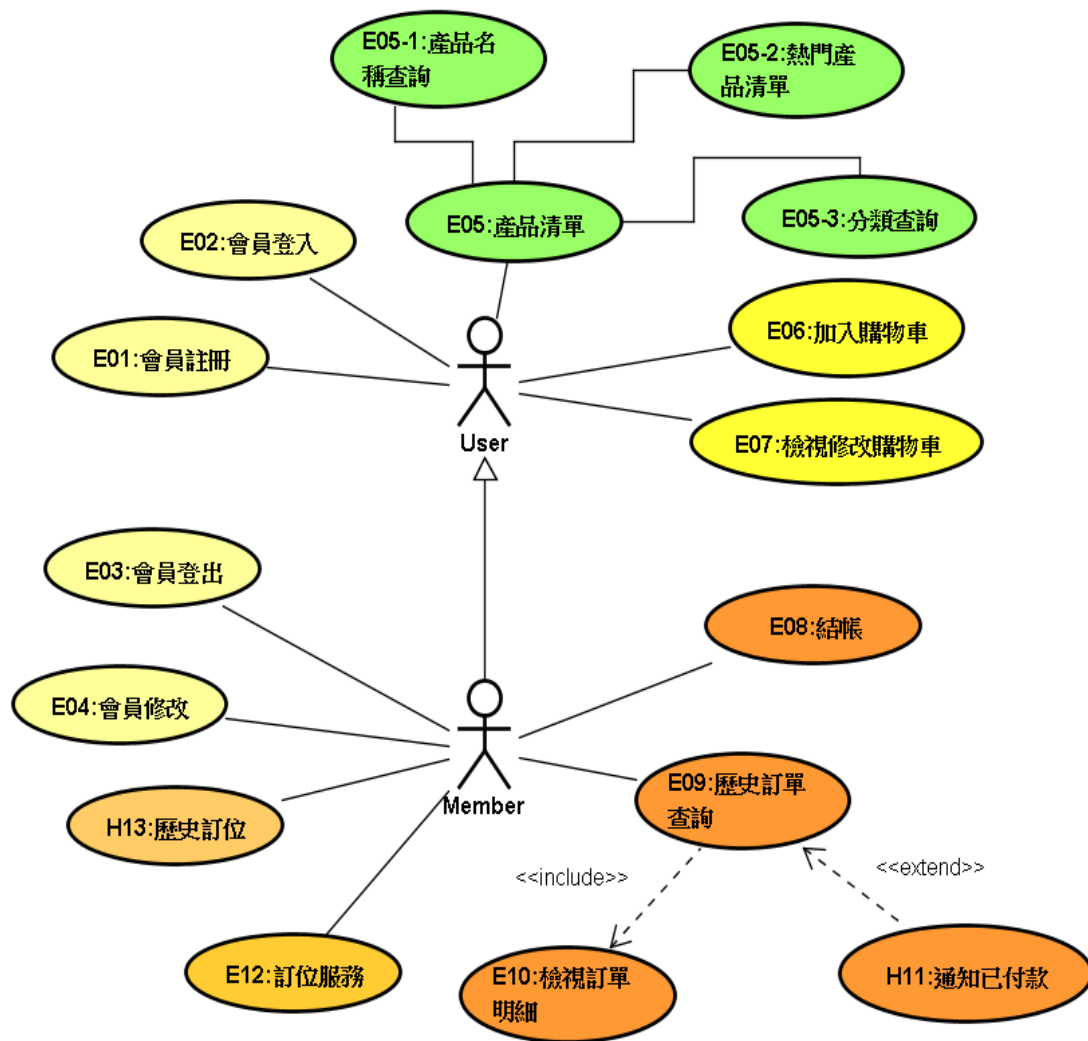 E05-1:產品名
稱查詢
E05-2:熱門產
品清單
E05:產品清單
E05-3:分類查詢
E02:會員登入
E01:會員註冊
E06:加入購物車
E07:檢視修改購物車
User
E03:會員登出
E08:結帳
E04:會員修改
Member
E09:歷史訂單
查詢
H13:歷史訂位
<<include>>
<<extend>>
E12:訂位服務
E10:檢視訂單
明細
H11:通知已付款